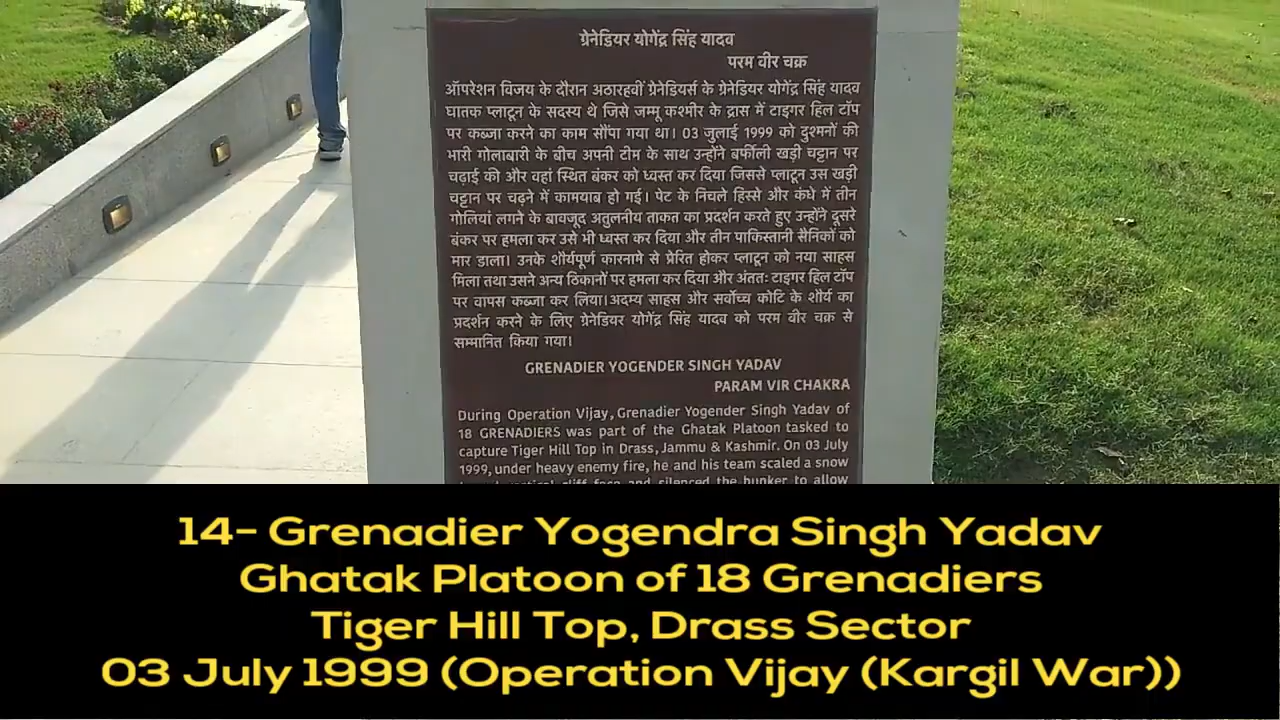 ग्रेनेडियर योगेंद्र सिंह यादव
परम वीर चक्र
ऑपरेशन विजय के दौरान अठारहवीं ग्रेनेडियर्स के ग्रेनेडियर योगेंद्र सिंह यादव
घातक प्लाटून के सदस्य थे जिसे जम्मू कश्मीर के द्रास में टाइगर हिल टॉप
पर कब्जा करने का काम सौंपा गया था। 03 जुलाई 1999 को दुश्मनों की
भारी गोलाबारी के बीच अपनी टीम के साथ उन्होंने बर्फीली खड़ी चट्टान पर
चढ़ाई की और वहां स्थित बंकर को ध्वस्त कर दिया जिससे प्लाटून उस खड़ी
चट्टान पर चढ़ने में कामयाब हो गई। पेट के निचले हिस्से और कंधे में तीन
गोलियां लगने के बावजूद अतुलनीय ताकत का प्रदर्शन करते हुए उन्होंने दूसरे
बंकर पर हमला कर उसे भी ध्वस्त कर दिया और तीन पाकिस्तानी सैनिकों को
मार डाला। उनके शौर्यपूर्ण कारनामे से प्रेरित होकर प्लाटून को नया साहस
मिला तथा उसने अन्य ठिकानों पर हमला कर दिया और अंततः टाइगर हिल टॉप
पर वापस कब्जा कर लिया।अदम्य साहस और सर्वोच्च कोटि के शौर्य का
प्रदर्शन करने के लिए ग्रेनेडियर योगेंद्र सिंह यादव को परम वीर चक्र से
सम्मानित किया गया।
GRENADIER YOGENDER SINGH YADAV
PARAM VIR CHAKRA
During Operation Vijay, Grenadier Yogender Singh Yadav of
18 GRENADIERS was part of the Ghatak Platoon tasked to
capture Tiger Hill Top in Drass, Jammu & Kashmir. On 03 July
1999, under heavy enemy fire, he and his team scaled a snow
cliff face and silenced the bunker to allow
14- Grenadier Yogendra Singh Yadav
Ghatak Platoon of 18 Grenadiers
Tiger Hill Top, Drass Sector
03 July 1999 (Operation Vijay (Kargil War))